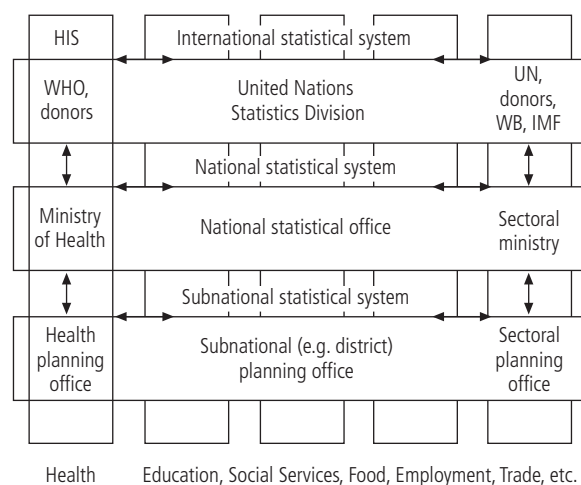 HIS
International statistical system
WHO,
donors
United Nations
Statistics Division
UN,
donors,
WB, IMF
National statistical system
Ministry
of Health
National statistical office
Sectoral
ministry
Subnational statistical system
Health
planning
office
Subnational (e.g. district)
planning office
Sectoral
planning
office
Health
Education, Social Services, Food, Employment, Trade, etc.